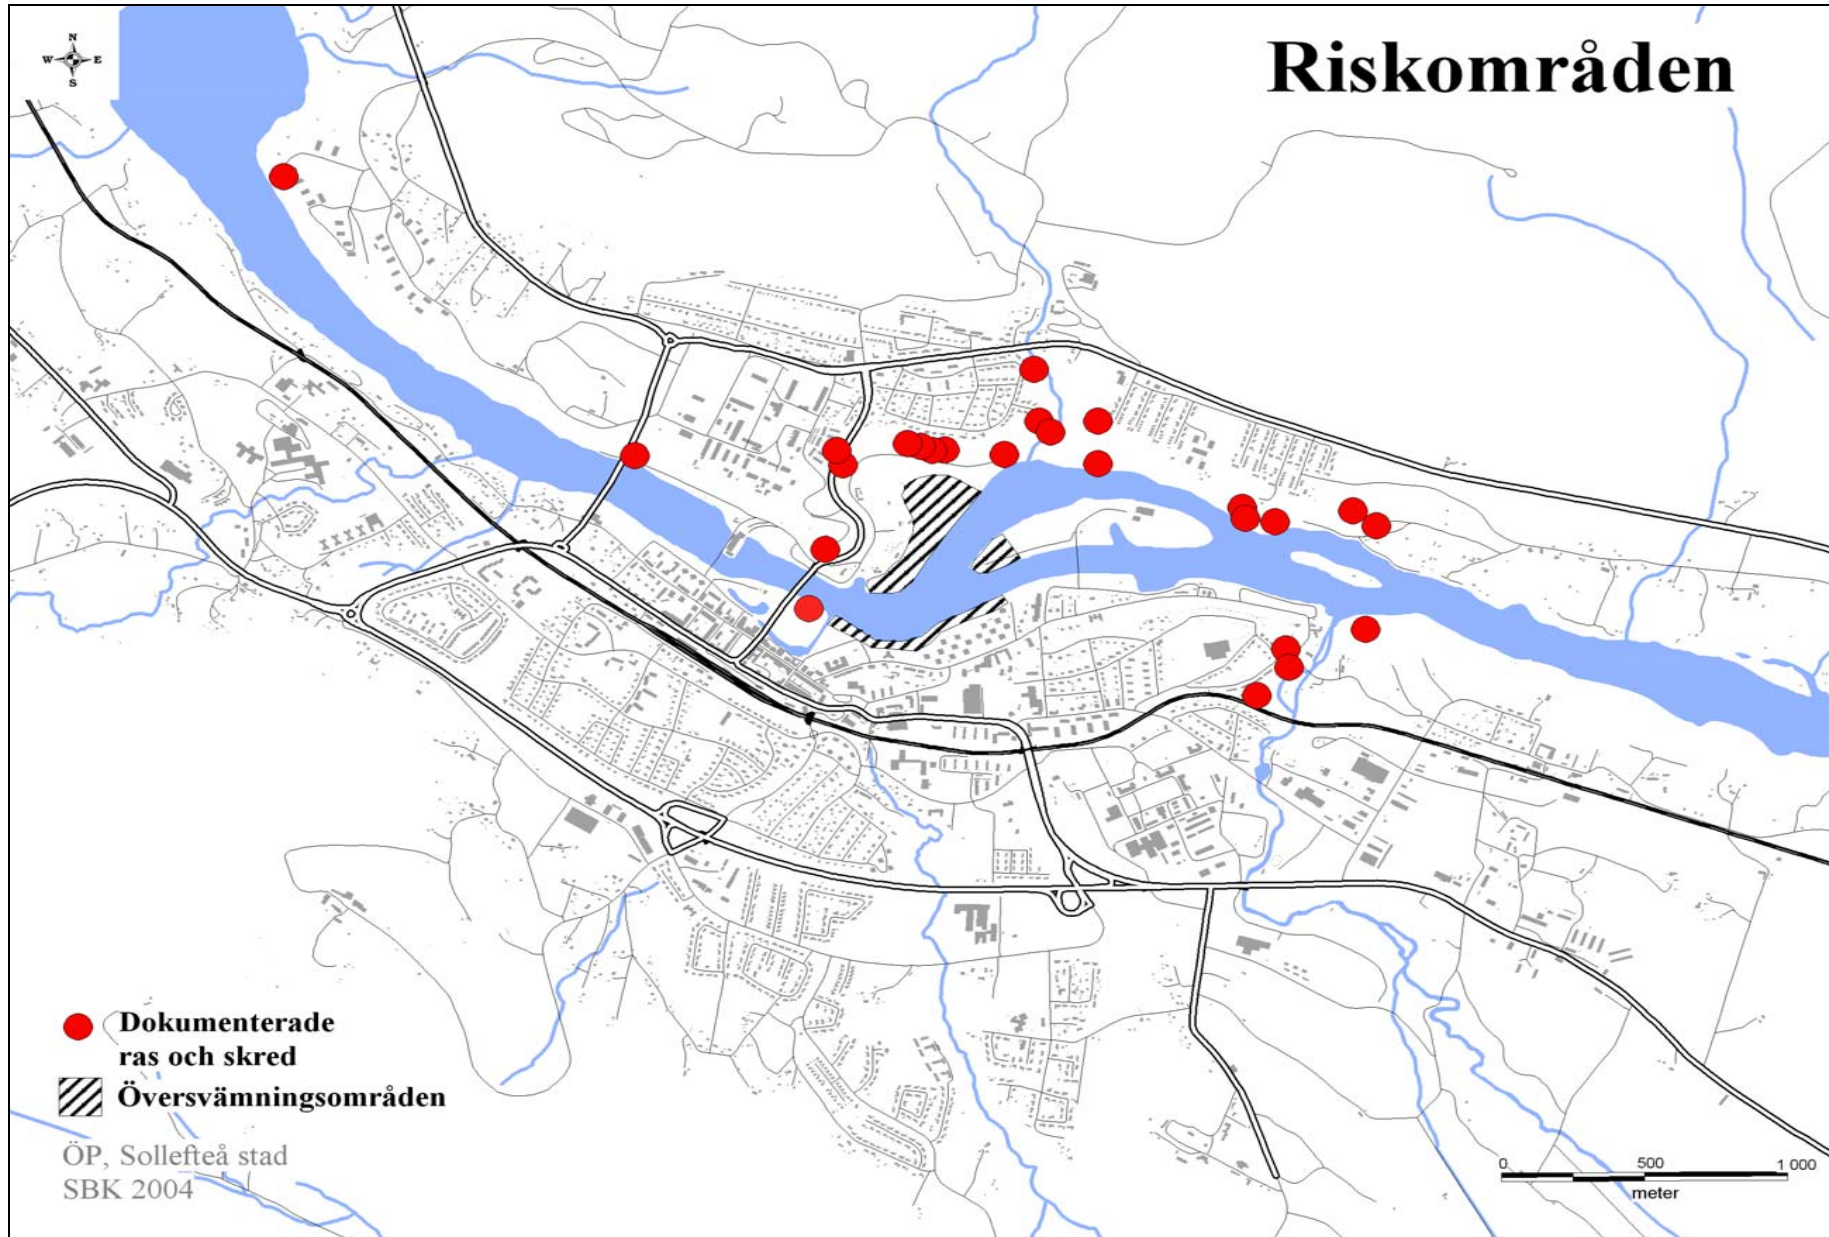 Riskområden
N
W E
S
Dokumenterade
ras och skred
Översvämningsområden
ÖP, Sollefteå stad
SBK 2004
0 500 1 000
meter